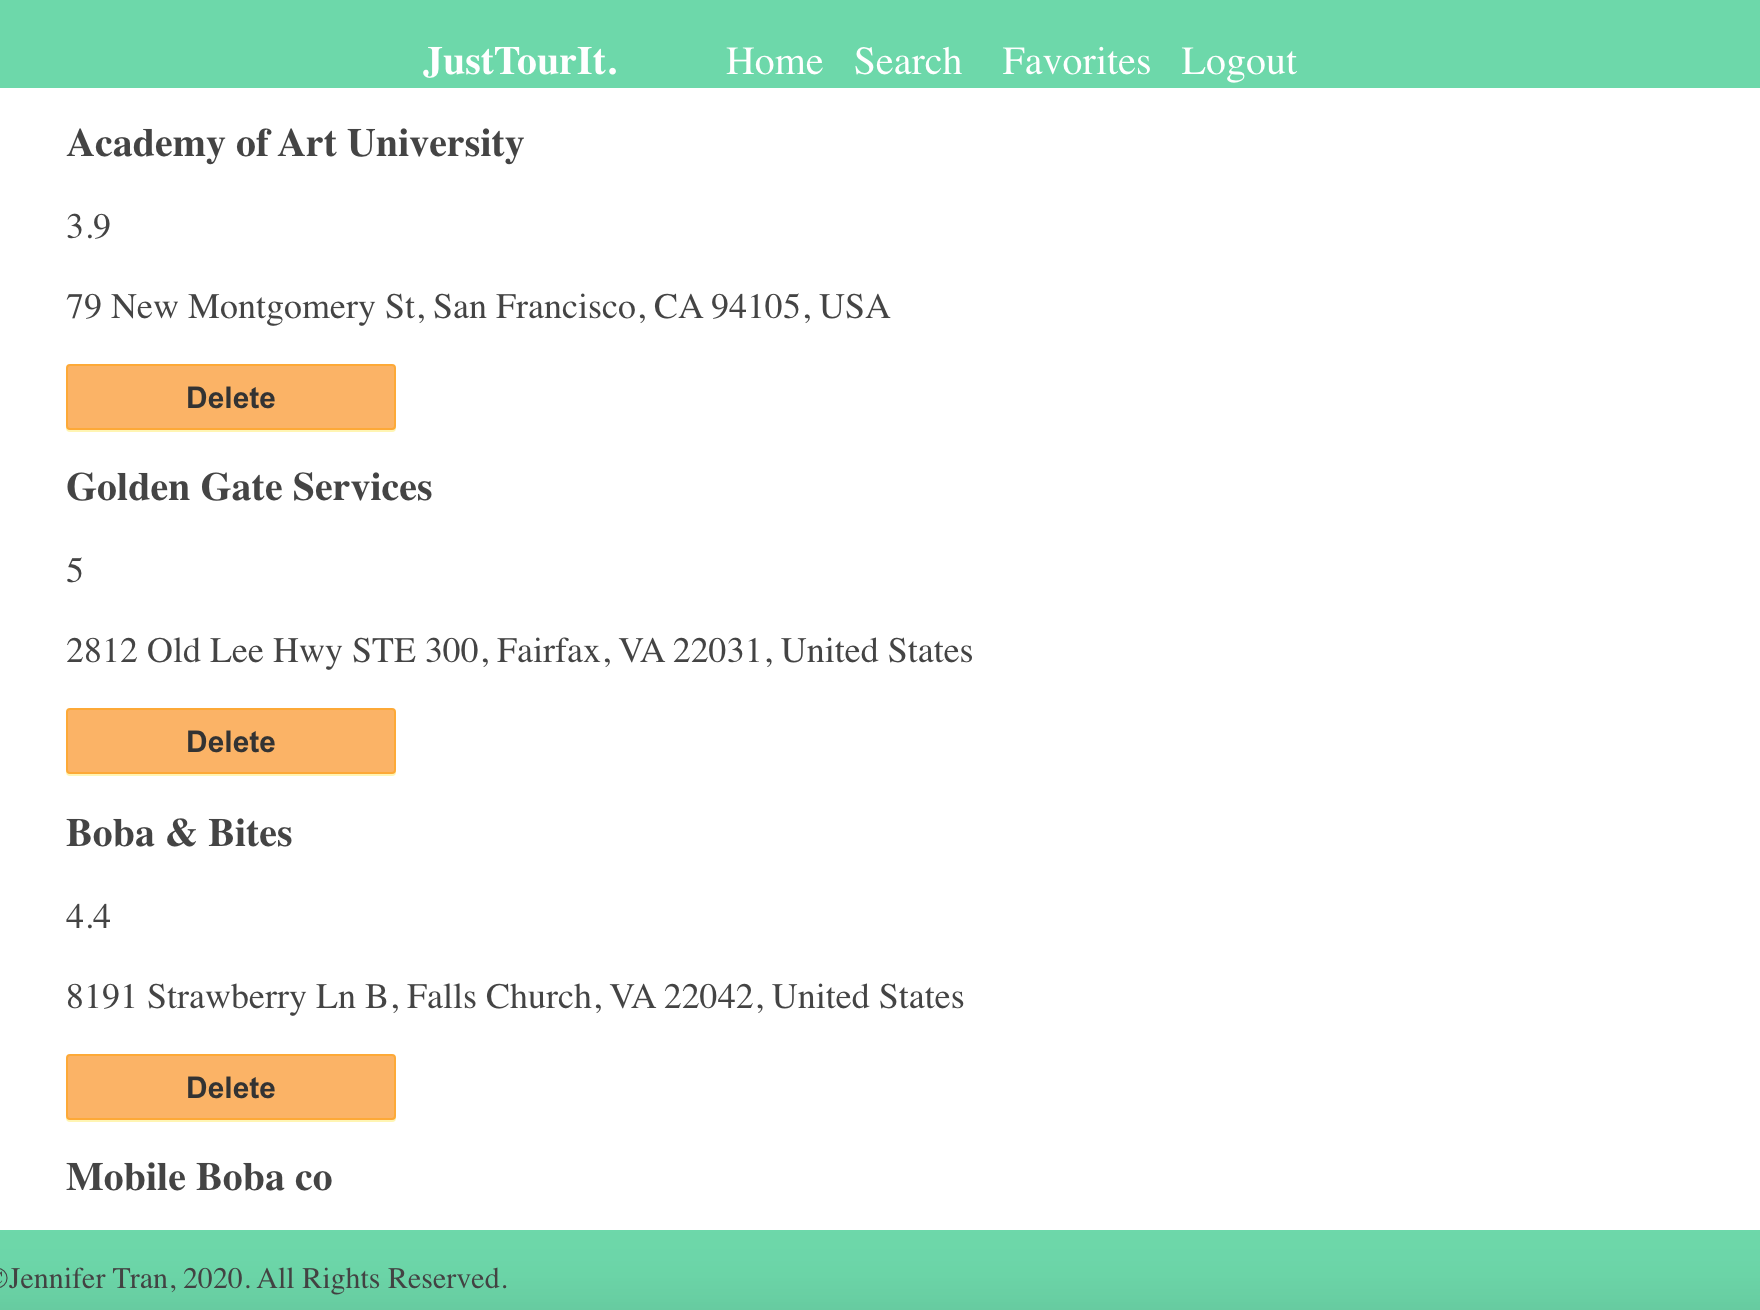 JustTourIt. Home Search Favorites Logout
Academy of Art University
3.9
79 New Montgomery St, San Francisco, CA 94105, USA
Delete
Golden Gate Services
5
2812 Old Lee Hwy STE 300, Fairfax, VA 22031, United States
Delete
Boba & Bites
4.4
8191 Strawberry Ln B, Falls Church, VA 22042, United States
Delete
Mobile Boba co
©Jennifer Tran, 2020. All Rights Reserved.